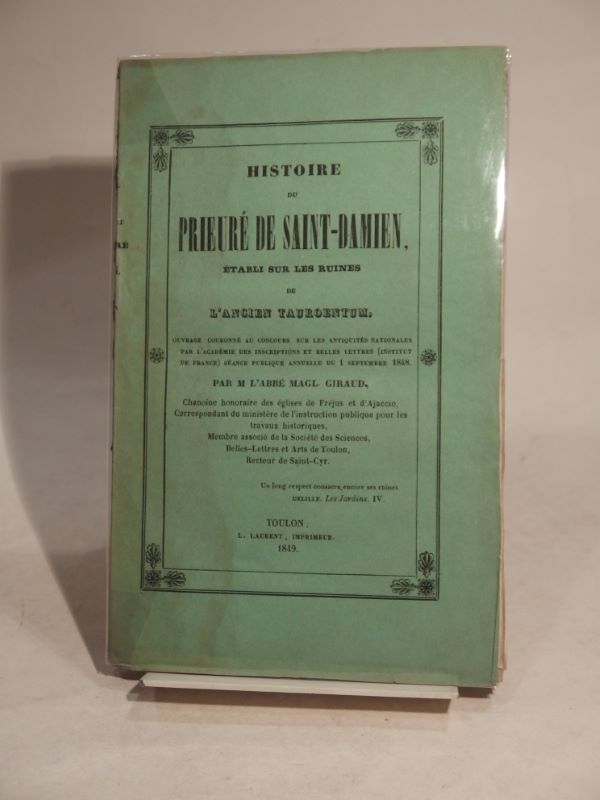 HISTOIRE
DU
PRIEURÉ DE SAINT-DAMIEN,
ÉTABLI SUR LES RUINES
DE
L'ANCIEN TAUROENTUM.
OUVRAGE COURONNÉ AU CONCOURS SUR LES ANTIQUITÉS NATIONALES
PAR L'ACADÉMIE DES INSCRIPTIONS ET BELLES LETTRES (INSTITUT
DE FRANCE) SÉANCE PUBLIQUE ANNUELLE DU 1 SEPTEMBRE 1848.
PAR M L'ABBÉ MAGL. GIRAUD,
Chanoine honoraire des églises de Fréjus et d'Ajaccio,
Correspondant du ministère de l'instruction publique pour les
travaux historiques,
Membre associé de la Société des Sciences,
Belles-Lettres et Arts de Toulon,
Recteur de Saint-Cyr.
Un long respect consacre encore ses ruines
DELILLE. Les Jardins. IV.
TOULON,
L. LAURENT, IMPRIMEUR.
1849.